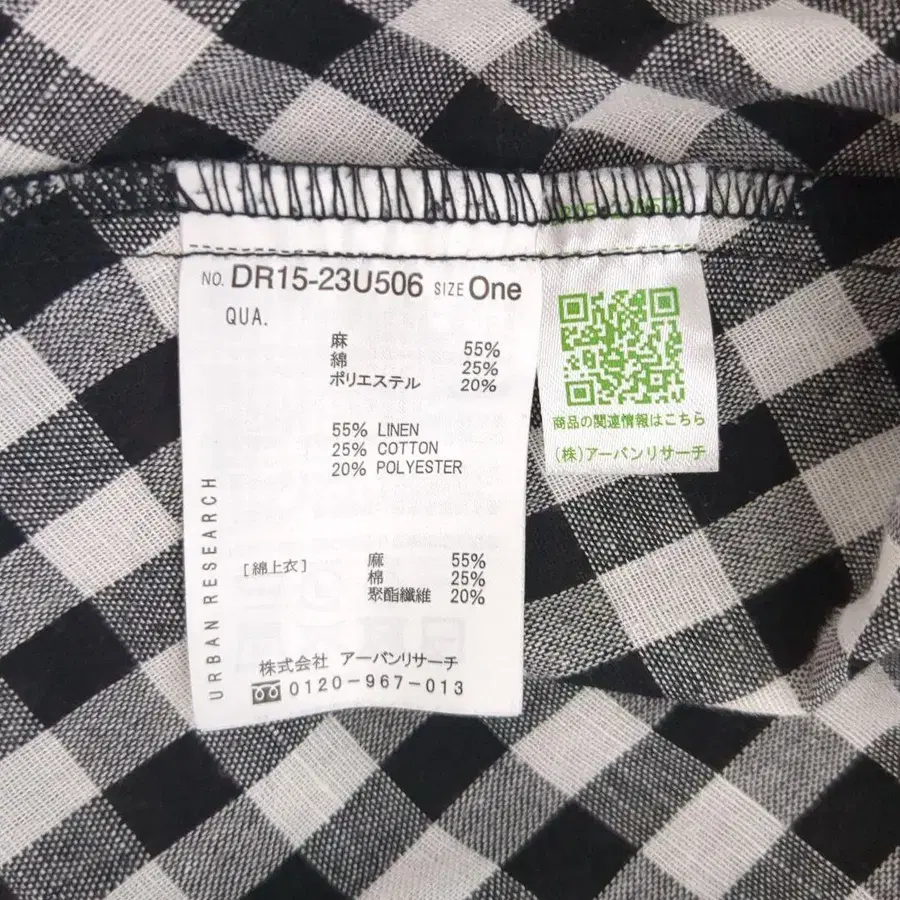 NO. DR15-23U506 SIZE One
QUA.
麻 55%
綿 25%
ポリエステル 20%
55% LINEN
25% COTTON
20% POLYESTER
URBAN RESEARCH
[綿上衣]
麻 55%
棉 25%
聚酯纖維 20%
株式会社 アーバンリサーチ
0120-967-013
商品の関連情報はこちら
(株)アーバンリサーチ